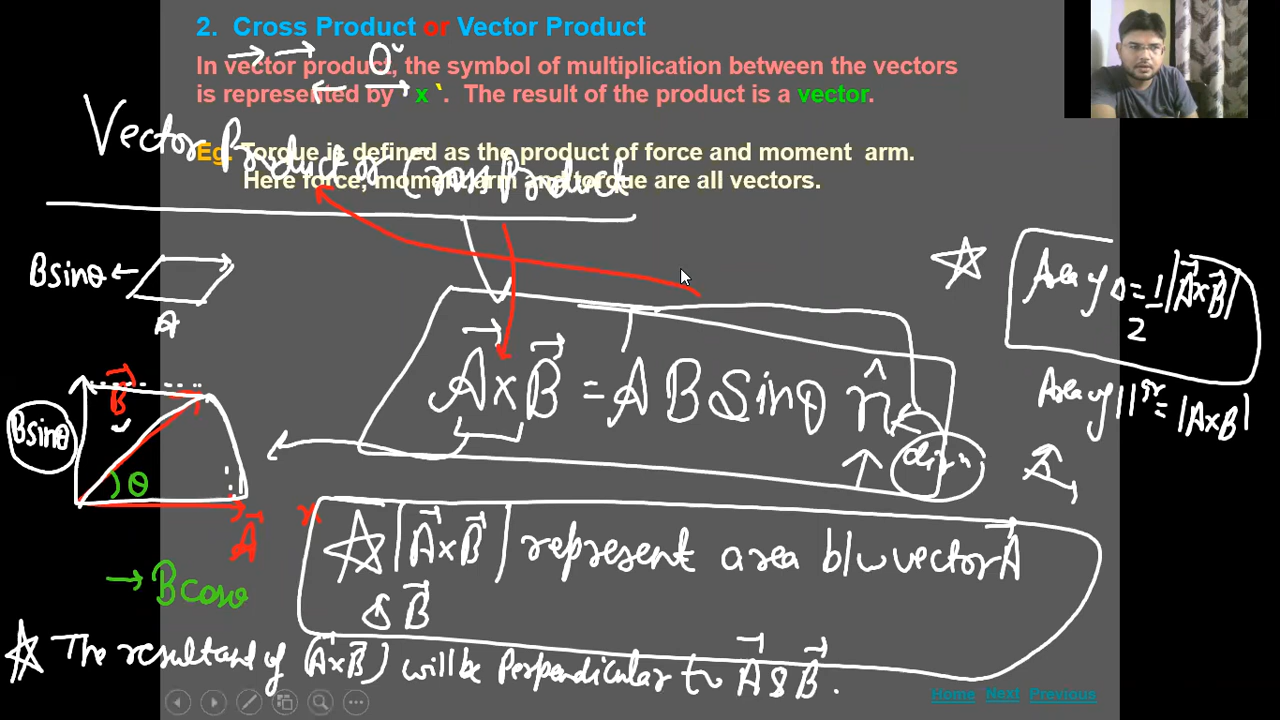 2. Cross Product or Vector Product
In vector product, the symbol of multiplication between the vectors
is represented by ' x '. The result of the product is a vector.
Eg. Torque is defined as the product of force and moment arm.
Here force, moment arm and torque are all vectors.
Vector Product or Cross Product
Bsinθ
A
A⃗ × B⃗ = A B Sinθ n̂
dirⁿ
Area of Δ = 1/2 |A⃗×B⃗|
Area of ||gr = |A×B|
B⃗
Bsinθ
θ
A⃗
→ Bcosθ
|A⃗×B⃗| represent area b/w vector A⃗
& B⃗
The resultant of (A⃗×B⃗) will be Perpendicular to A⃗ & B⃗.
Home Next Previous